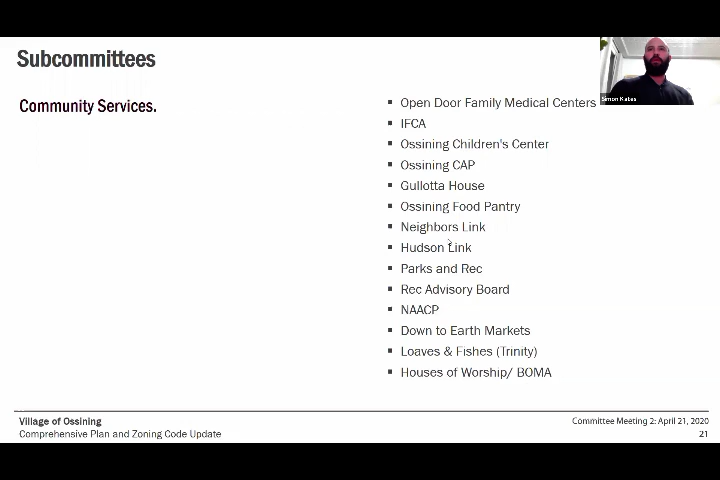 Subcommittees
Community Services.
Simon Kates
▪ Open Door Family Medical Centers
▪ IFCA
▪ Ossining Children's Center
▪ Ossining CAP
▪ Gullotta House
▪ Ossining Food Pantry
▪ Neighbors Link
▪ Hudson Link
▪ Parks and Rec
▪ Rec Advisory Board
▪ NAACP
▪ Down to Earth Markets
▪ Loaves & Fishes (Trinity)
▪ Houses of Worship/ BOMA
Village of Ossining
Comprehensive Plan and Zoning Code Update
Committee Meeting 2: April 21, 2020
21